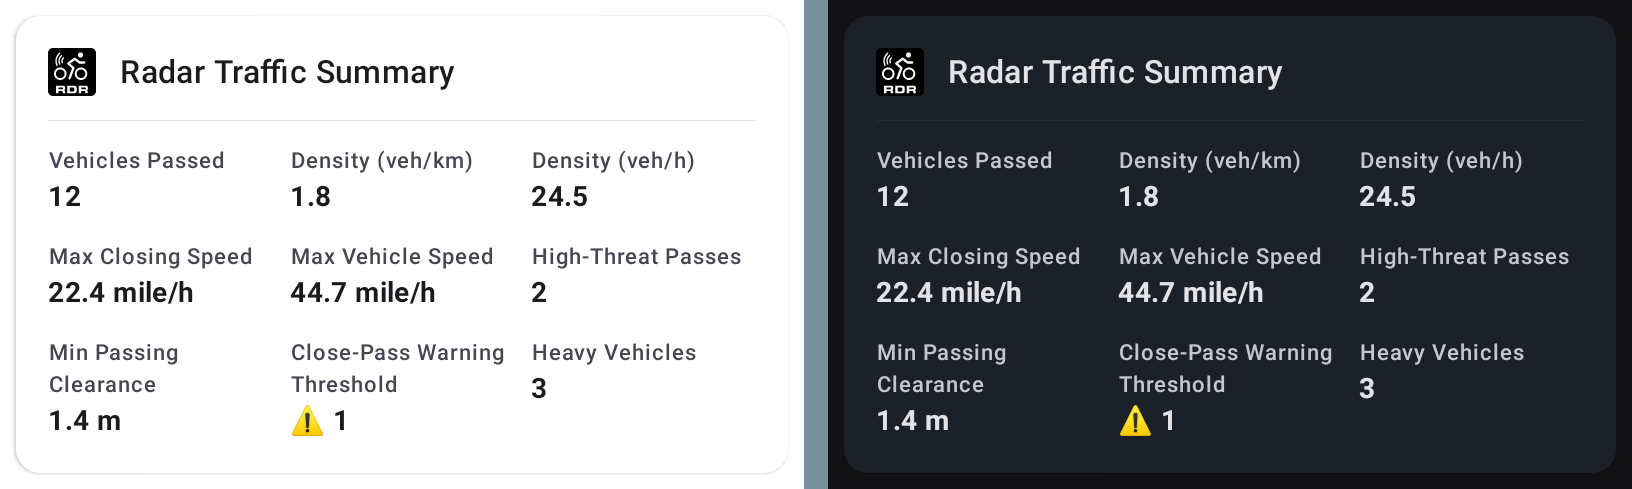 RDR
Radar Traffic Summary
Vehicles Passed
12
Density (veh/km)
1.8
Density (veh/h)
24.5
Max Closing Speed
22.4 mile/h
Max Vehicle Speed
44.7 mile/h
High-Threat Passes
2
Min Passing
Clearance
1.4 m
Close-Pass Warning
Threshold
⚠️ 1
Heavy Vehicles
3
RDR
Radar Traffic Summary
Vehicles Passed
12
Density (veh/km)
1.8
Density (veh/h)
24.5
Max Closing Speed
22.4 mile/h
Max Vehicle Speed
44.7 mile/h
High-Threat Passes
2
Min Passing
Clearance
1.4 m
Close-Pass Warning
Threshold
⚠️ 1
Heavy Vehicles
3